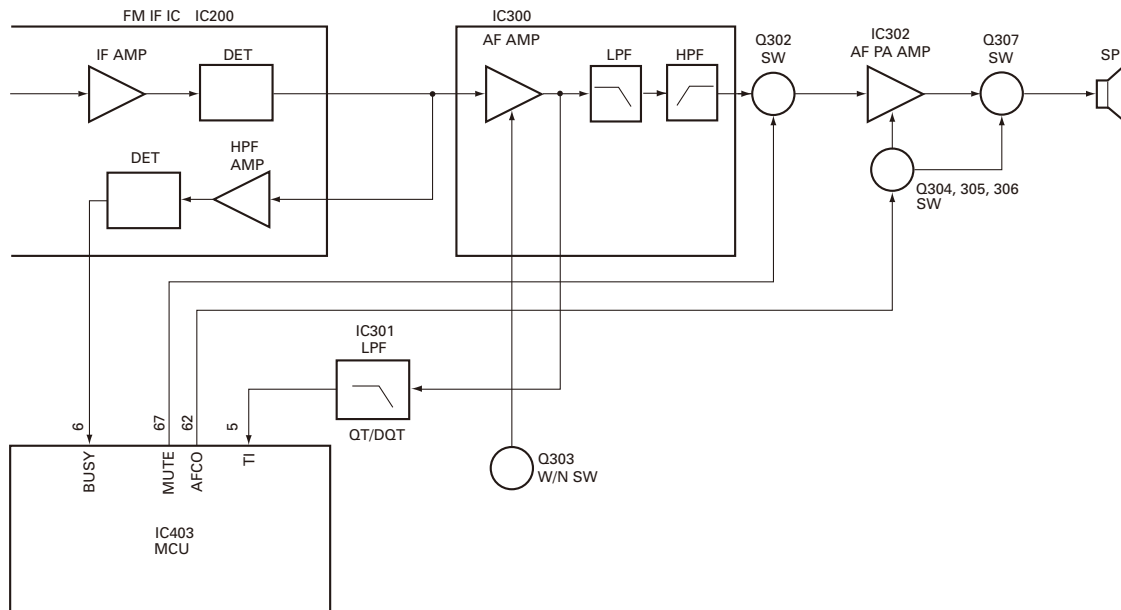 FM IF IC IC200
IF AMP
DET
DET
HPF
AMP
IC300
AF AMP
LPF
HPF
Q302
SW
IC302
AF PA AMP
Q307
SW
SP
Q304, 305, 306
SW
IC301
LPF
QT/DQT
Q303
W/N SW
6
67
62
5
BUSY
MUTE
AFCO
TI
IC403
MCU